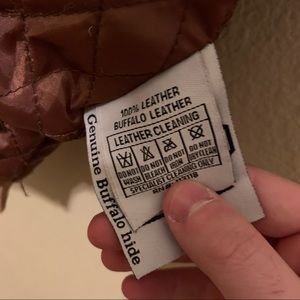 100% LEATHER
BUFFALO LEATHER
LEATHER CLEANING
DO NOT WASH
DO NOT BLEACH
DO NOT IRON
DO NOT DRYCLEAN
SPECIALIST CLEANING ONLY
Genuine Buffalo hide